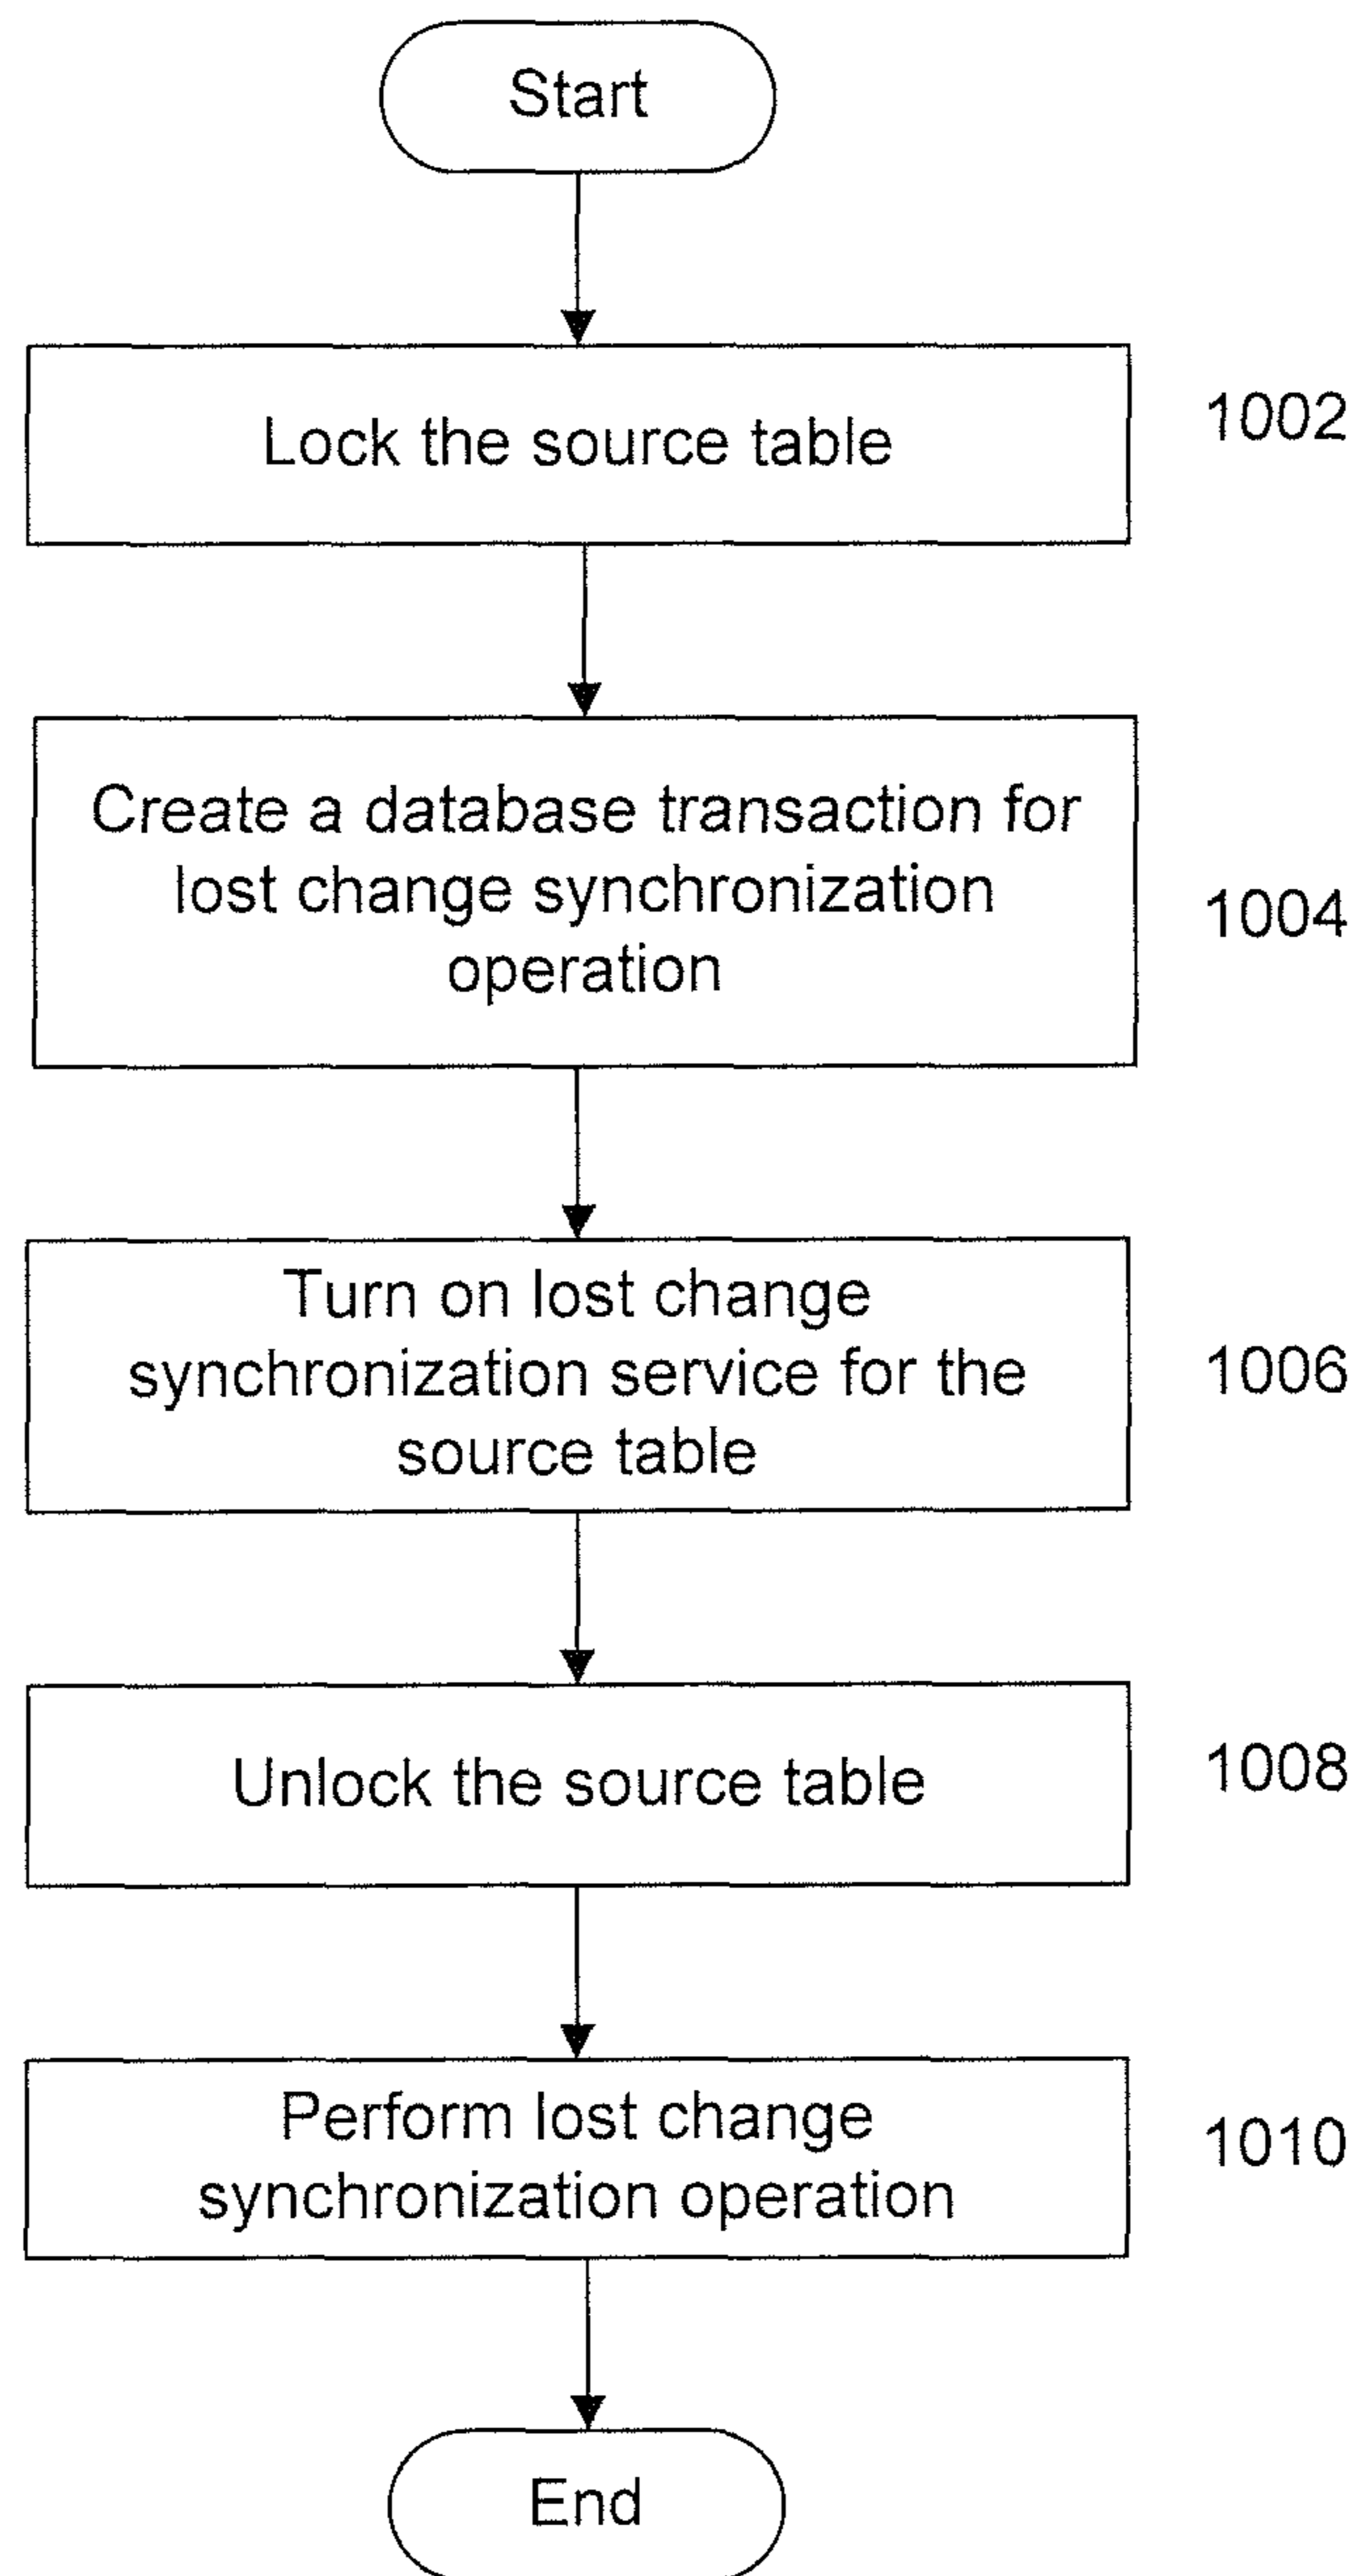 Start
Lock the source table
1002
Create a database transaction for
lost change synchronization
operation
1004
Turn on lost change
synchronization service for the
source table
1006
Unlock the source table
1008
Perform lost change
synchronization operation
1010
End